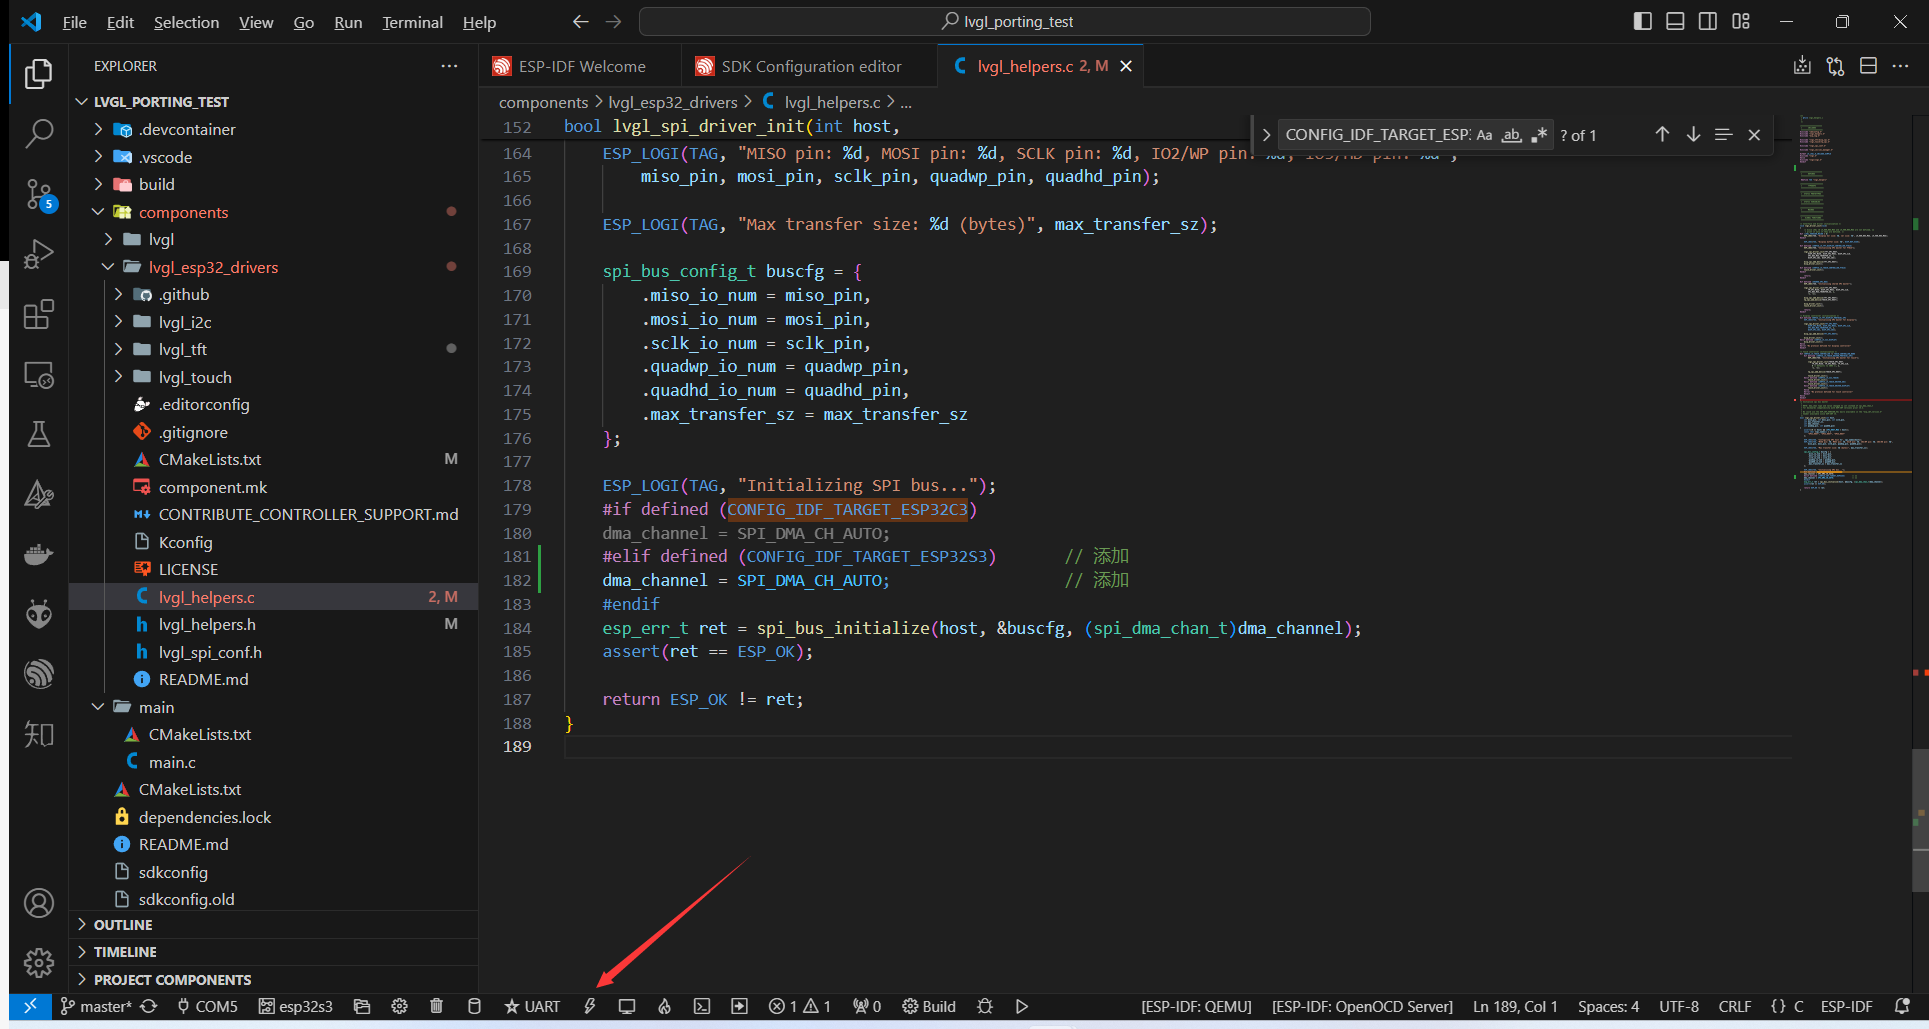 File Edit Selection View Go Run Terminal Help
lvgl_porting_test
EXPLORER
LVGL_PORTING_TEST
.devcontainer
.vscode
build
components
lvgl
lvgl_esp32_drivers
.github
lvgl_i2c
lvgl_tft
lvgl_touch
.editorconfig
.gitignore
CMakeLists.txt M
component.mk
CONTRIBUTE_CONTROLLER_SUPPORT.md
Kconfig
LICENSE
lvgl_helpers.c 2, M
lvgl_helpers.h M
lvgl_spi_conf.h
README.md
main
CMakeLists.txt
main.c
CMakeLists.txt
dependencies.lock
README.md
sdkconfig
sdkconfig.old
OUTLINE
TIMELINE
PROJECT COMPONENTS
5
知
ESP-IDF Welcome
SDK Configuration editor
lvgl_helpers.c 2, M
components > lvgl_esp32_drivers > C lvgl_helpers.c > ...
CONFIG_IDF_TARGET_ESP Aa ab ? of 1
152 bool lvgl_spi_driver_init(int host,
164 ESP_LOGI(TAG, "MISO pin: %d, MOSI pin: %d, SCLK pin: %d, IO2/WP pin:
165 miso_pin, mosi_pin, sclk_pin, quadwp_pin, quadhd_pin);
166
167 ESP_LOGI(TAG, "Max transfer size: %d (bytes)", max_transfer_sz);
168
169 spi_bus_config_t buscfg = {
170 .miso_io_num = miso_pin,
171 .mosi_io_num = mosi_pin,
172 .sclk_io_num = sclk_pin,
173 .quadwp_io_num = quadwp_pin,
174 .quadhd_io_num = quadhd_pin,
175 .max_transfer_sz = max_transfer_sz
176 };
177
178 ESP_LOGI(TAG, "Initializing SPI bus...");
179 #if defined (CONFIG_IDF_TARGET_ESP32C3)
180 dma_channel = SPI_DMA_CH_AUTO;
181 #elif defined (CONFIG_IDF_TARGET_ESP32S3) // 添加
182 dma_channel = SPI_DMA_CH_AUTO; // 添加
183 #endif
184 esp_err_t ret = spi_bus_initialize(host, &buscfg, (spi_dma_chan_t)dma_channel);
185 assert(ret == ESP_OK);
186
187 return ESP_OK != ret;
188 }
189
master* COM5 esp32s3 UART 1 1 0 Build [ESP-IDF: QEMU] [ESP-IDF: OpenOCD Server] Ln 189, Col 1 Spaces: 4 UTF-8 CRLF {} C ESP-IDF